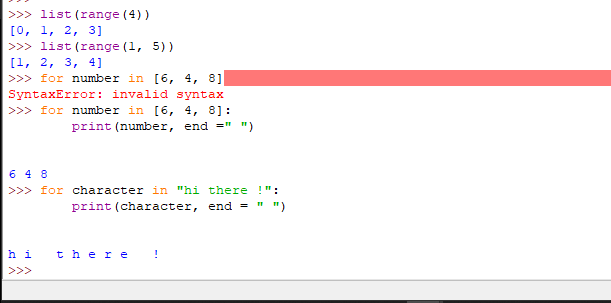 >>> list(range(4))
[0, 1, 2, 3]
>>> list(range(1, 5))
[1, 2, 3, 4]
>>> for number in [6, 4, 8]
SyntaxError: invalid syntax
>>> for number in [6, 4, 8]:
        print(number, end =" ")
6 4 8
>>> for character in "hi there !":
        print(character, end = " ")
h i   t h e r e   !
>>>